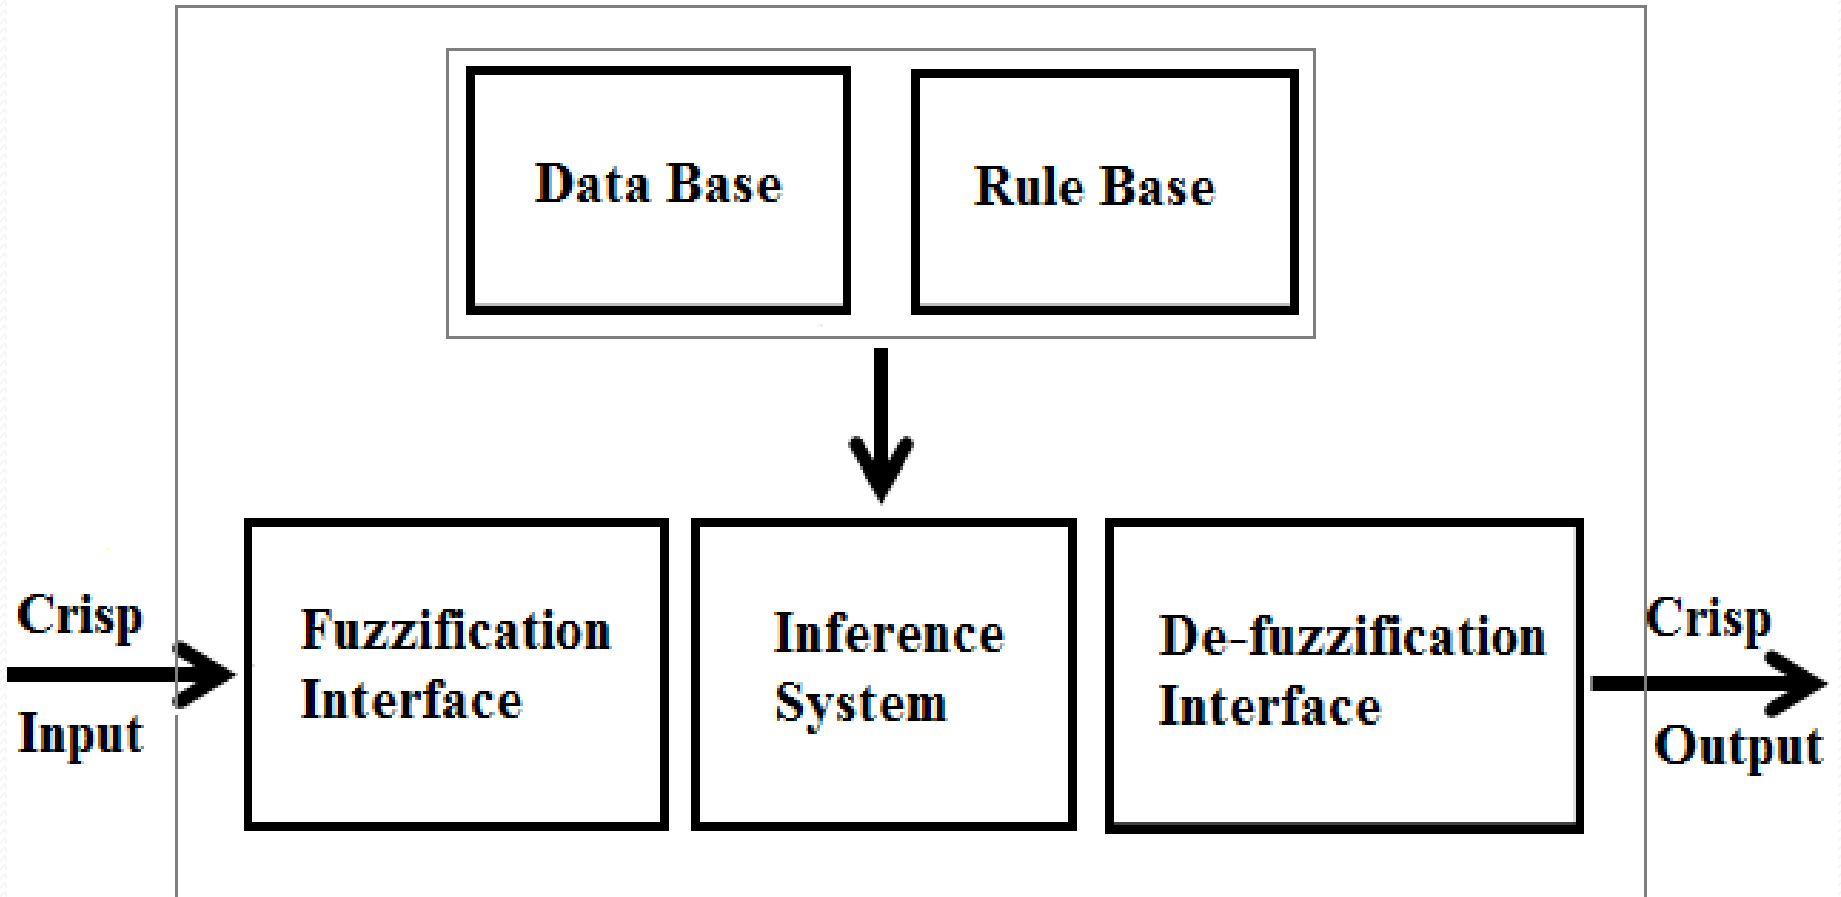 Data Base
Rule Base
Crisp
Input
Fuzzification
Interface
Inference
System
De-fuzzification
Interface
Crisp
Output